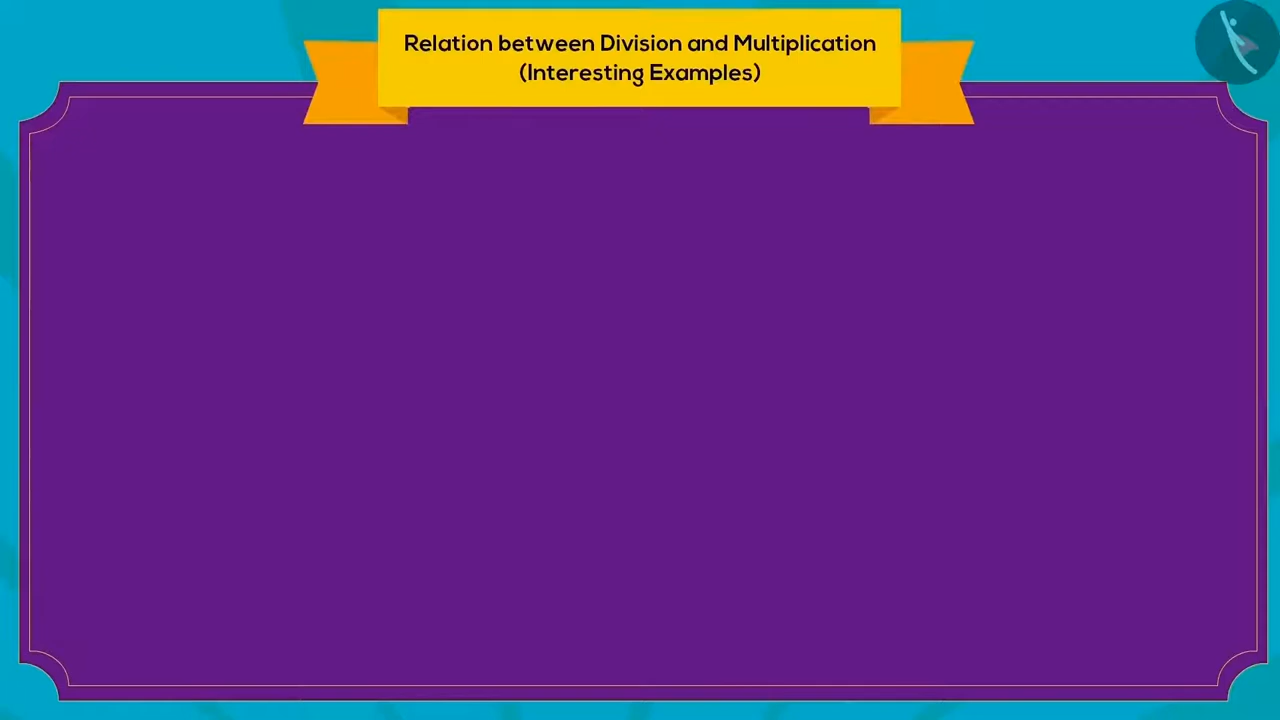 Relation between Division and Multiplication
(Interesting Examples)